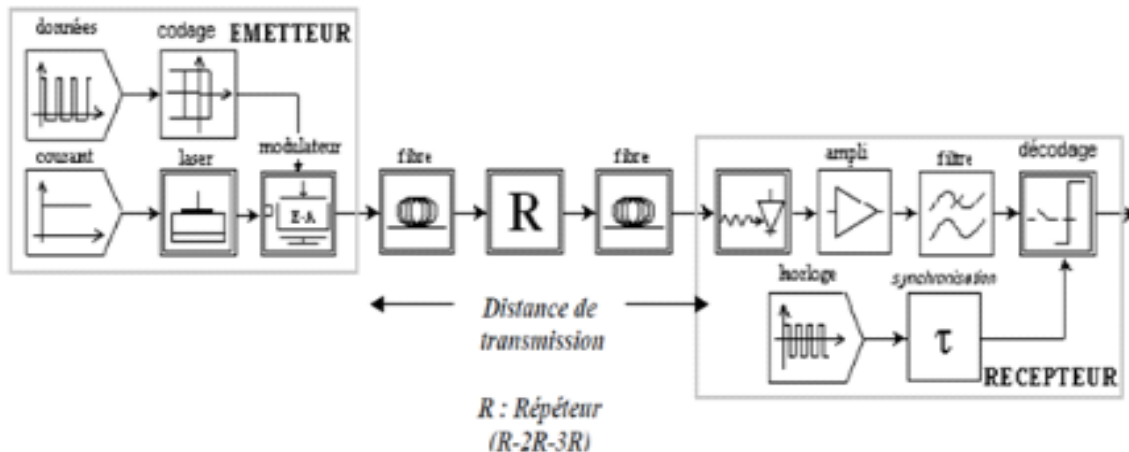 données
codage
EMETTEUR
courant
laser
modulateur
E-A
fibre
R
fibre
ampli
filtre
décodage
horloge
synchronisation
τ
RECEPTEUR
Distance de
transmission
R : Répéteur
(R-2R-3R)